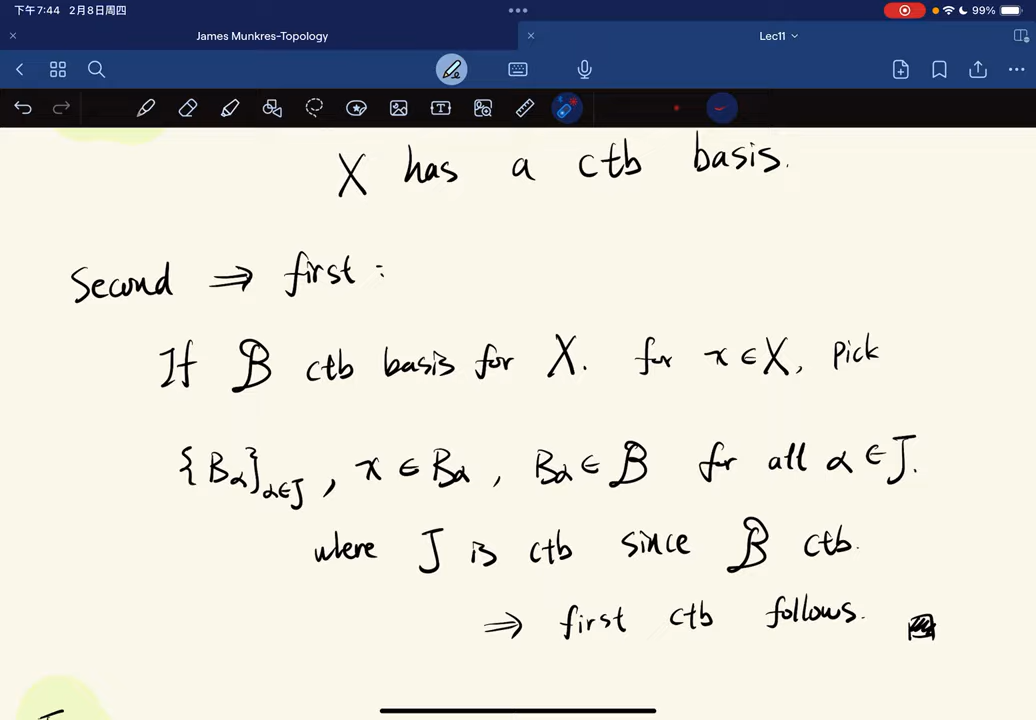 下午7:44 2月8日周四
99%
James Munkres-Topology
Lec11
X has a ctb basis.
Second ⇒ first :
If B ctb basis for X. for x ∈ X, pick
{Bα}α∈J , x ∈ Bα , Bα ∈ B for all α ∈ J.
where J is ctb since B ctb.
⇒ first ctb follows.